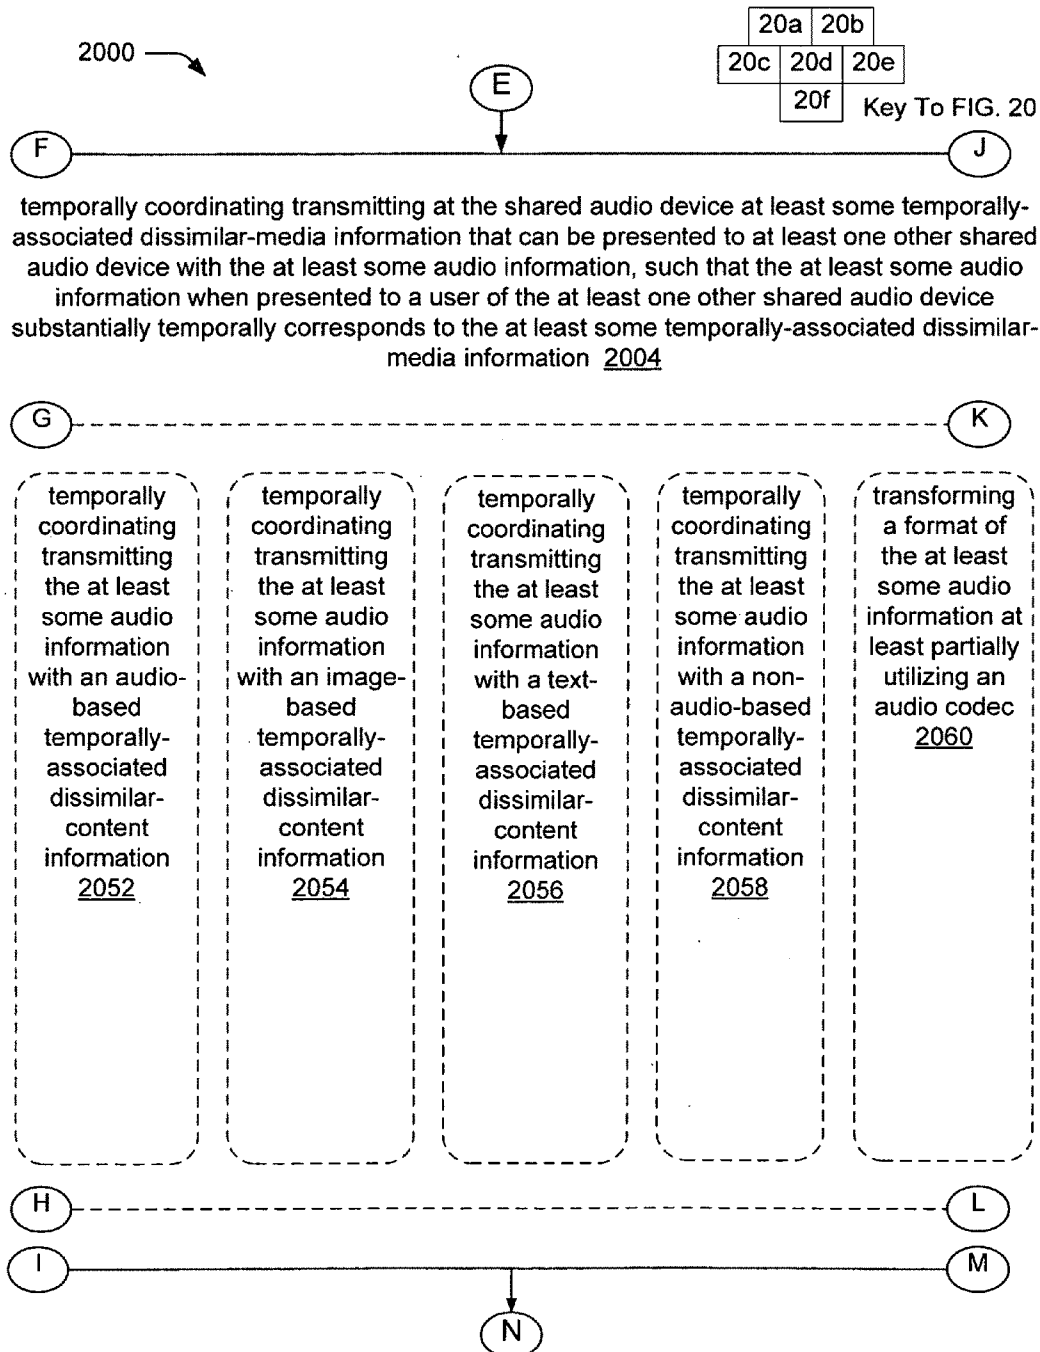 2000
20a 20b
20c 20d 20e
20f
Key To FIG. 20
E
F
J
temporally coordinating transmitting at the shared audio device at least some temporally-
associated dissimilar-media information that can be presented to at least one other shared
audio device with the at least some audio information, such that the at least some audio
information when presented to a user of the at least one other shared audio device
substantially temporally corresponds to the at least some temporally-associated dissimilar-
media information 2004
G
K
temporally
coordinating
transmitting
the at least
some audio
information
with an audio-
based
temporally-
associated
dissimilar-
content
information
2052
temporally
coordinating
transmitting
the at least
some audio
information
with an image-
based
temporally-
associated
dissimilar-
content
information
2054
temporally
coordinating
transmitting
the at least
some audio
information
with a text-
based
temporally-
associated
dissimilar-
content
information
2056
temporally
coordinating
transmitting
the at least
some audio
information
with a non-
audio-based
temporally-
associated
dissimilar-
content
information
2058
transforming
a format of
the at least
some audio
information at
least partially
utilizing an
audio codec
2060
H
L
I
M
N